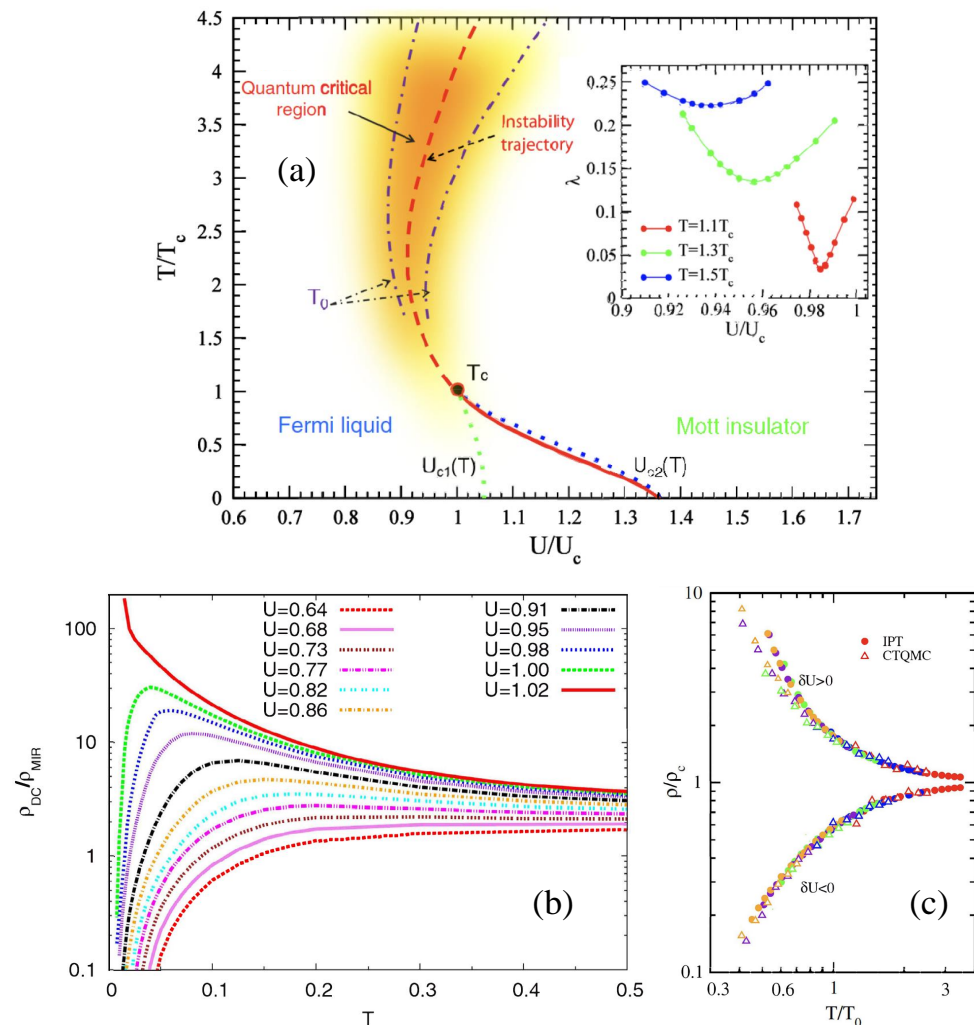 4.5
4
3.5
3
2.5
2
1.5
1
0.5
0
T/T_c
0.6 0.7 0.8 0.9 1 1.1 1.2 1.3 1.4 1.5 1.6 1.7
U/U_c
(a)
Quantum critical
region
Instability
trajectory
T_0
T_c
Fermi liquid
Mott insulator
U_c1(T)
U_c2(T)
0.25
0.2
0.15
0.1
0.05
0
λ
T=1.1T_c
T=1.3T_c
T=1.5T_c
0.9 0.92 0.94 0.96 0.98 1
U/U_c
100
10
1
0.1
ρ_DC/ρ_MIR
U=0.64
U=0.68
U=0.73
U=0.77
U=0.82
U=0.86
U=0.91
U=0.95
U=0.98
U=1.00
U=1.02
(b)
0 0.1 0.2 0.3 0.4 0.5
T
10
1
0.1
ρ/ρ_c
IPT
CTQMC
δU>0
δU<0
(c)
0.3 0.6 1 3
T/T_0